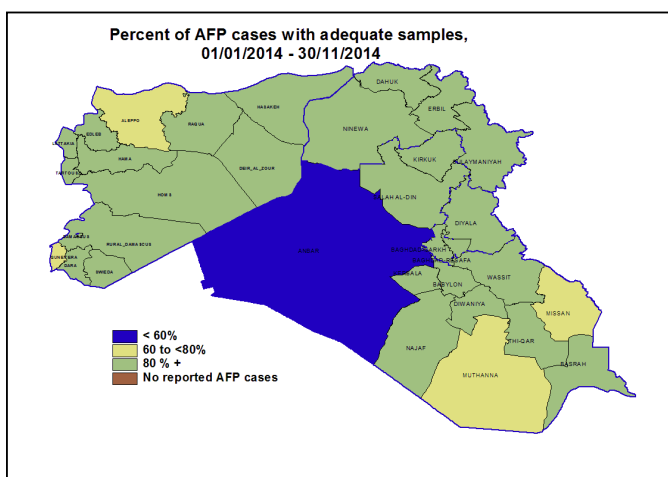 Percent of AFP cases with adequate samples,
01/01/2014 - 30/11/2014
DAHUK
HASAKEH
ERBIL
ALEPPO
RAQUA
NINEWA
EDLEB
LATTAKIA
HAMA
KIRKUK
SULAYMANIYAH
DEIR_AL_ZOUR
TARTOUS
HOMS
SALAH AL-DIN
DIYALA
RURAL_DAMASCUS
ANBAR
DARA
SWEDA
WASSIT
BABYLON
DIWANIYA
MISSAN
THI-QAR
NAJAF
BASRAH
MUTHANNA
< 60%
60 to <80%
80 % +
No reported AFP cases